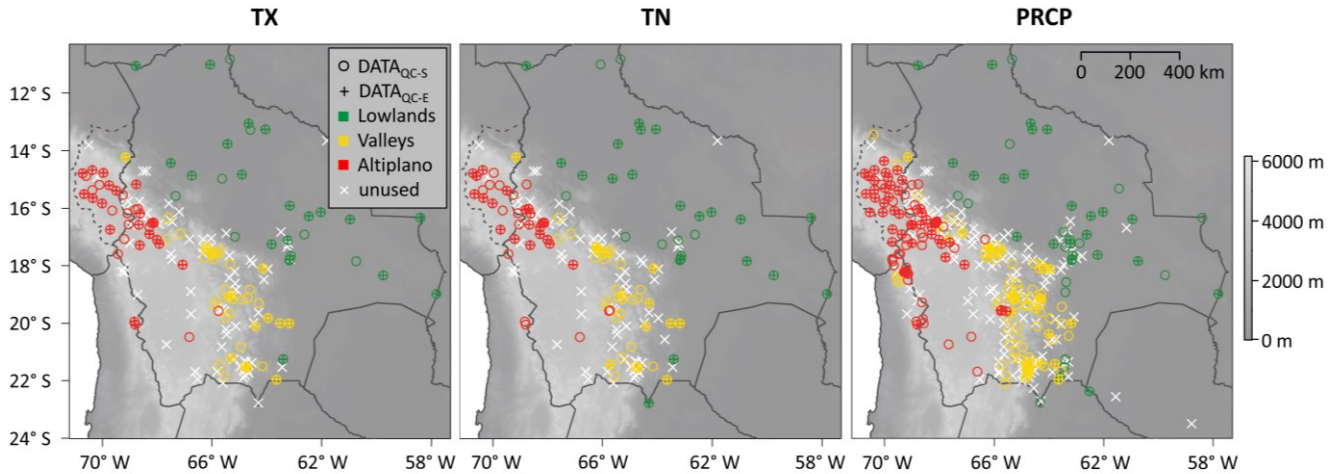 TX
TN
PRCP
DATAQC-S
DATAQC-E
Lowlands
Valleys
Altiplano
unused
0 200 400 km
12° S
14° S
16° S
18° S
20° S
22° S
24° S
6000 m
4000 m
2000 m
0 m
70° W 66° W 62° W 58° W
70° W 66° W 62° W 58° W
70° W 66° W 62° W 58° W